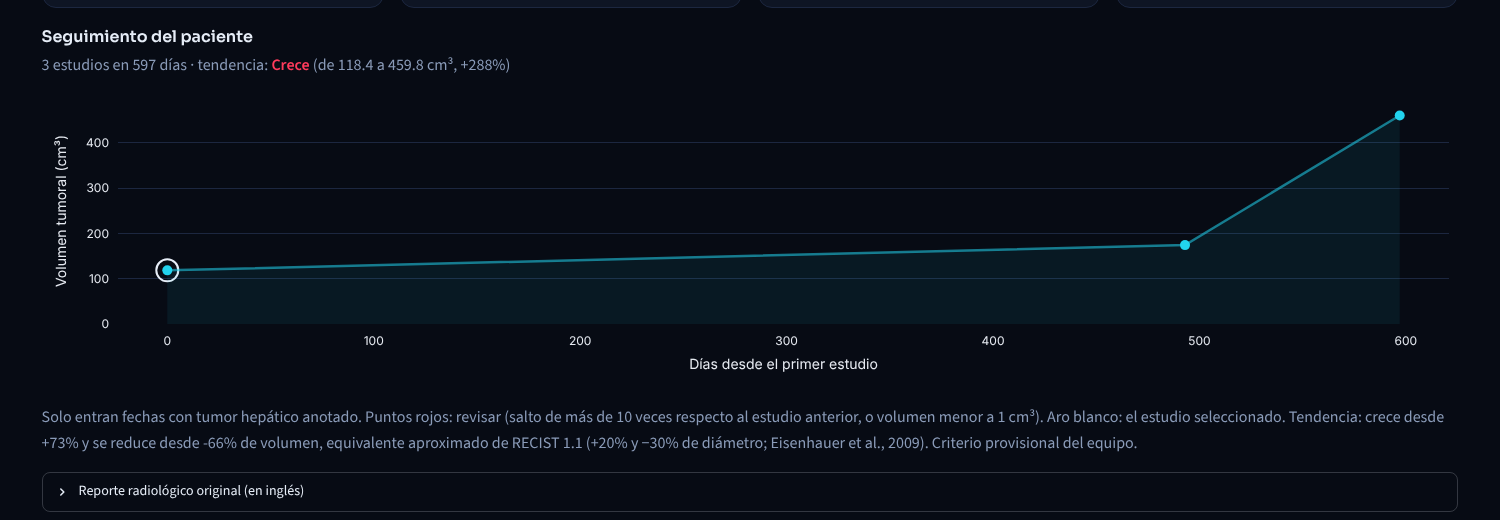 Seguimiento del paciente
3 estudios en 597 días · tendencia: Crece (de 118.4 a 459.8 cm³, +288%)
Volumen tumoral (cm³)
400
300
200
100
0
0 100 200 300 400 500 600
Días desde el primer estudio
Solo entran fechas con tumor hepático anotado. Puntos rojos: revisar (salto de más de 10 veces respecto al estudio anterior, o volumen menor a 1 cm³). Aro blanco: el estudio seleccionado. Tendencia: crece desde
+73% y se reduce desde -66% de volumen, equivalente aproximado de RECIST 1.1 (+20% y −30% de diámetro; Eisenhauer et al., 2009). Criterio provisional del equipo.
Reporte radiológico original (en inglés)